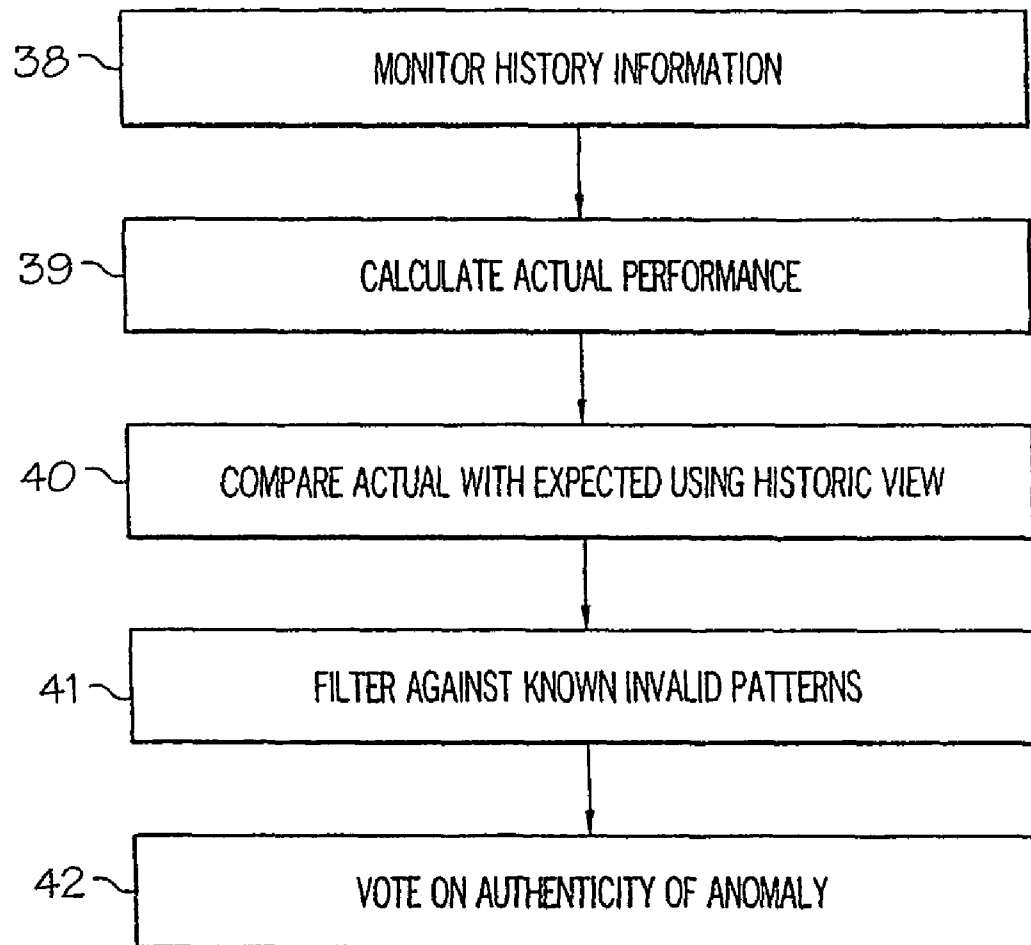 38 MONITOR HISTORY INFORMATION
39 CALCULATE ACTUAL PERFORMANCE
40 COMPARE ACTUAL WITH EXPECTED USING HISTORIC VIEW
41 FILTER AGAINST KNOWN INVALID PATTERNS
42 VOTE ON AUTHENTICITY OF ANOMALY